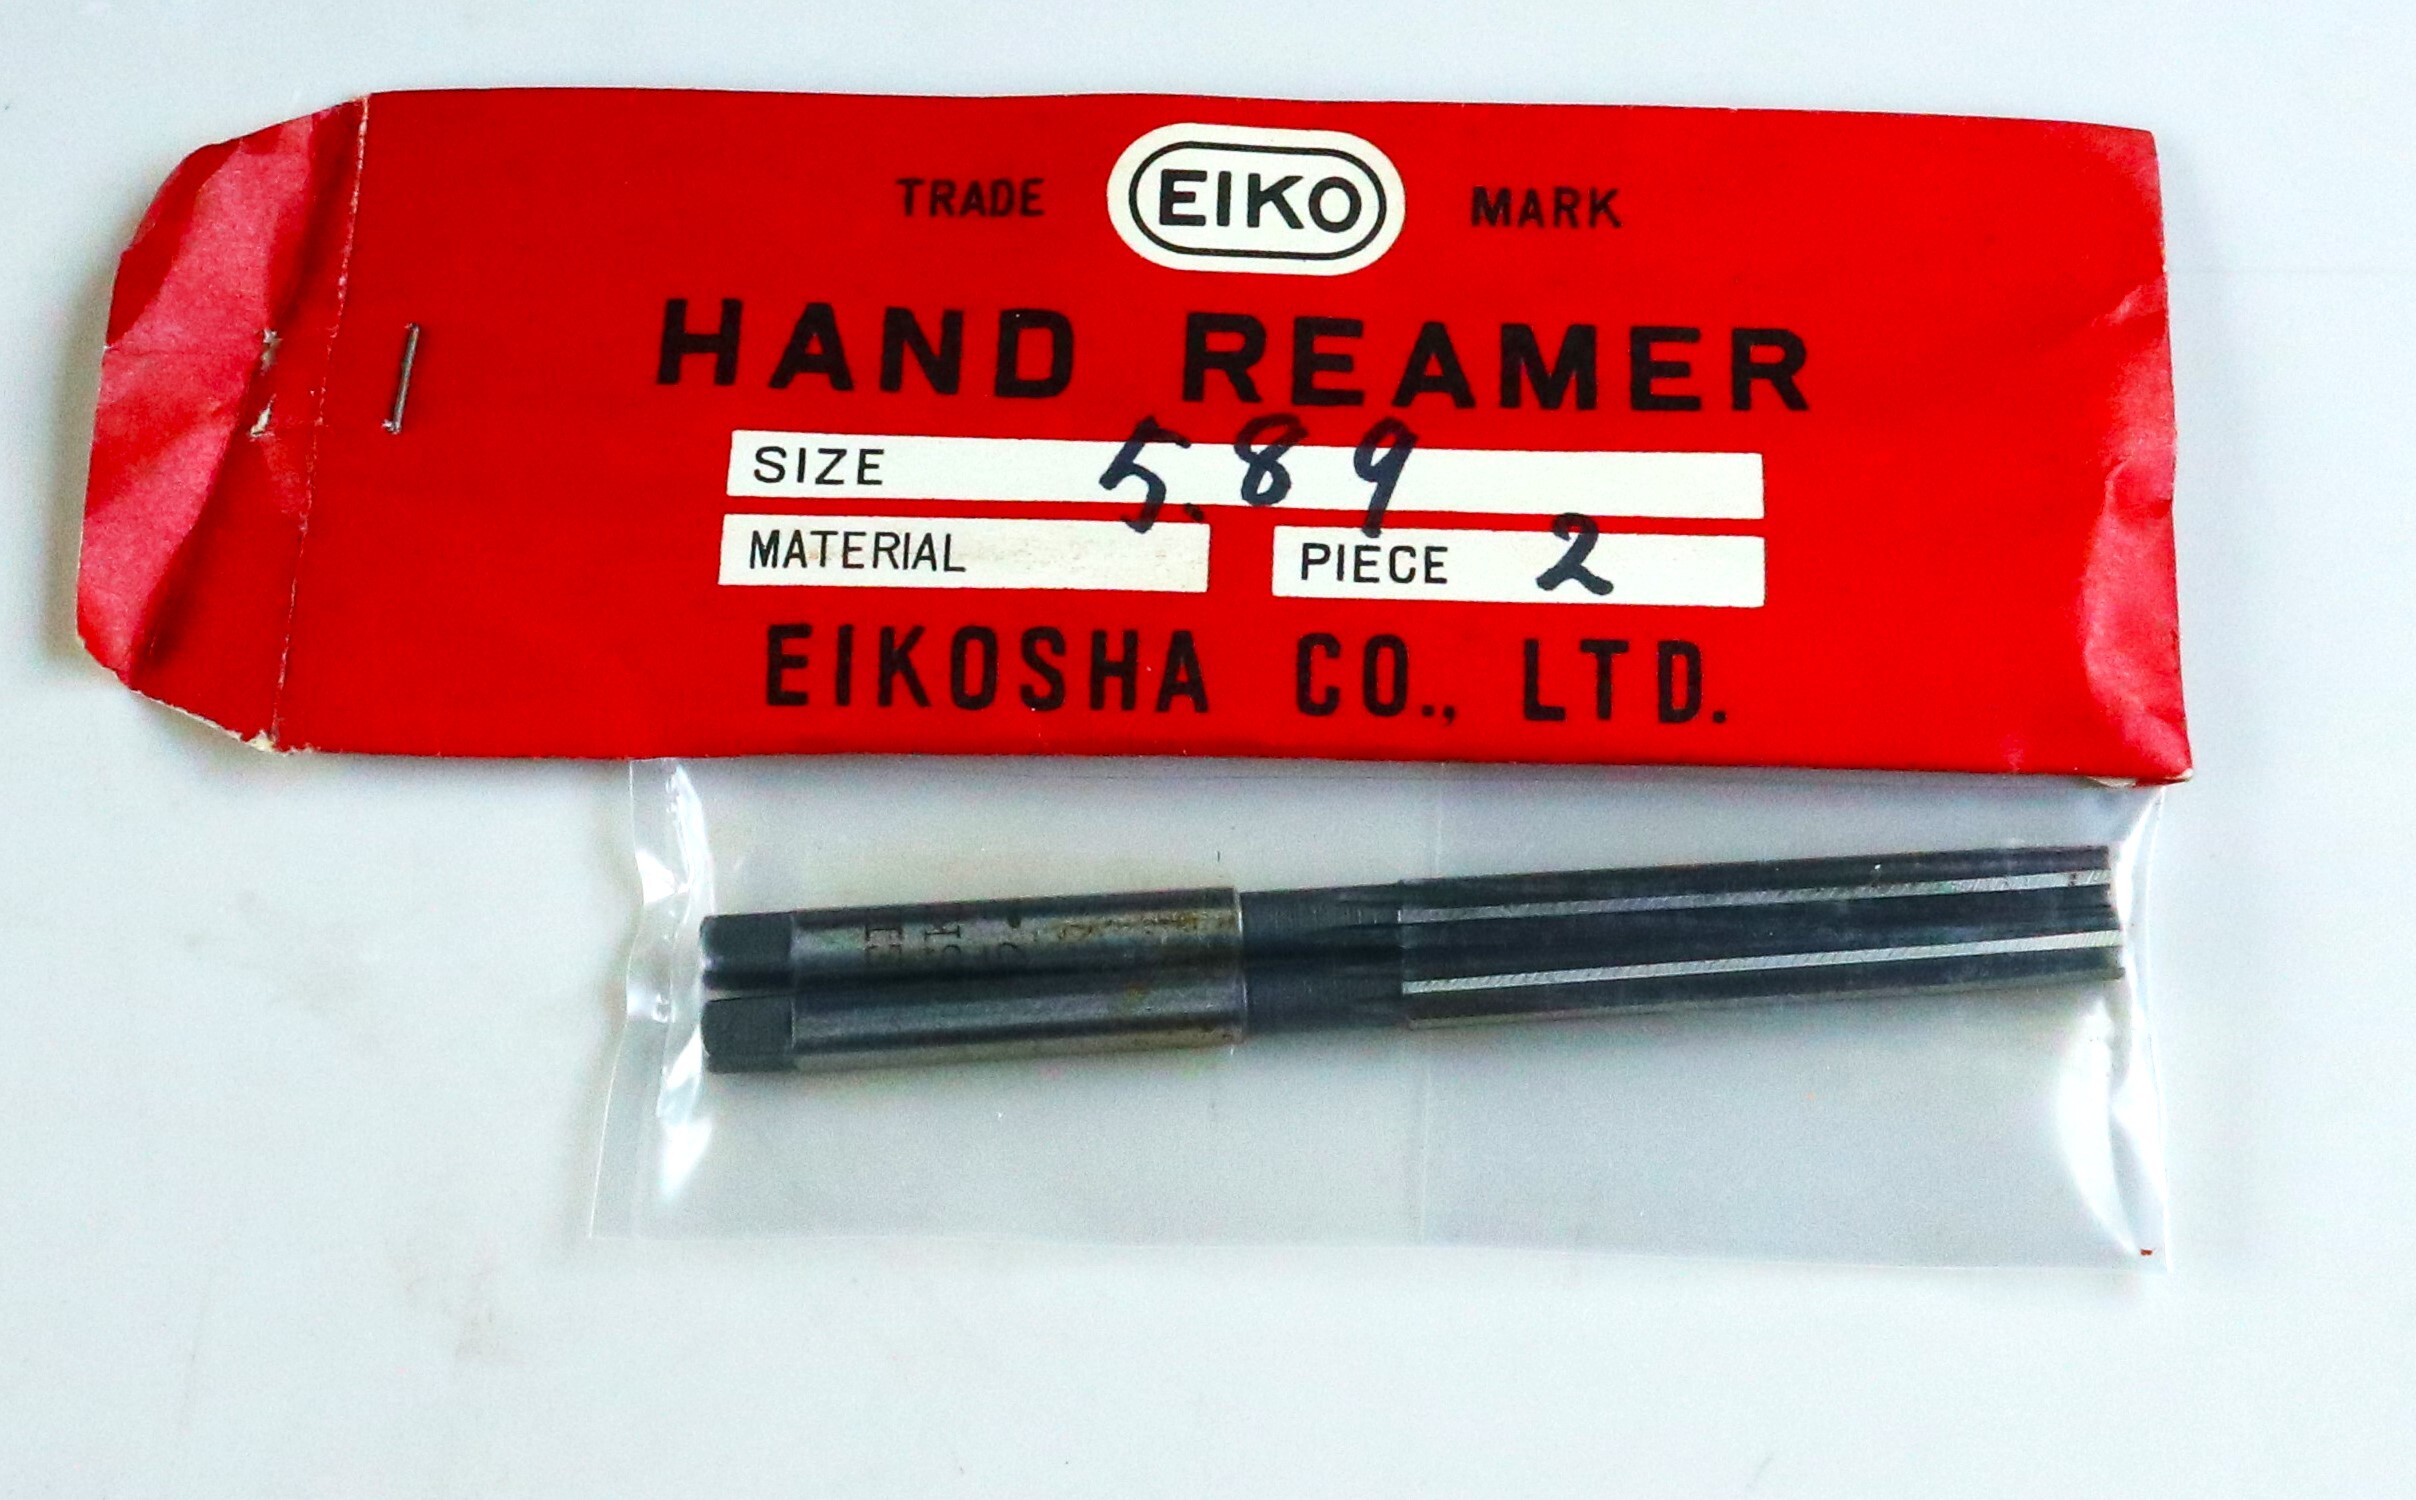 TRADE EIKO MARK
HAND REAMER
SIZE 5.89
MATERIAL
PIECE 2
EIKOSHA CO., LTD.